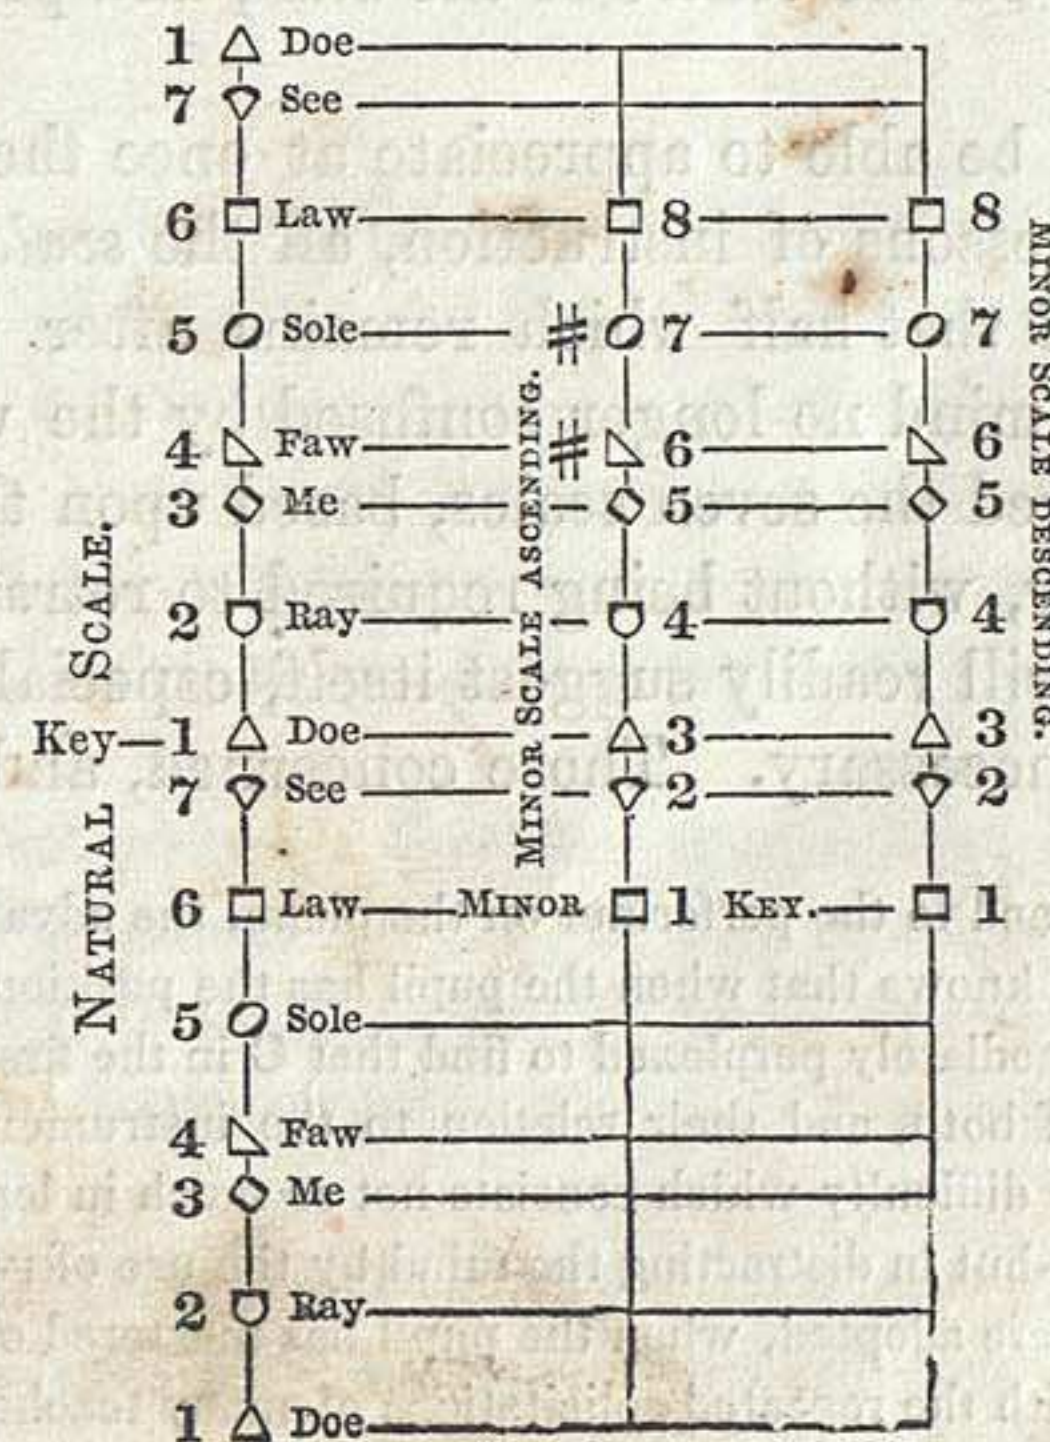 1 Doe
7 See
6 Law 8 8
5 Sole # 7 7
4 Faw # 6 6
3 Me 5 5
2 Ray 4 4
Key—1 Doe 3 3
7 See 2 2
6 Law—Minor 1 Key.— 1
5 Sole
4 Faw
3 Me
2 Ray
1 Doe
Natural Scale.
Minor Scale ascending.
Minor Scale descending.